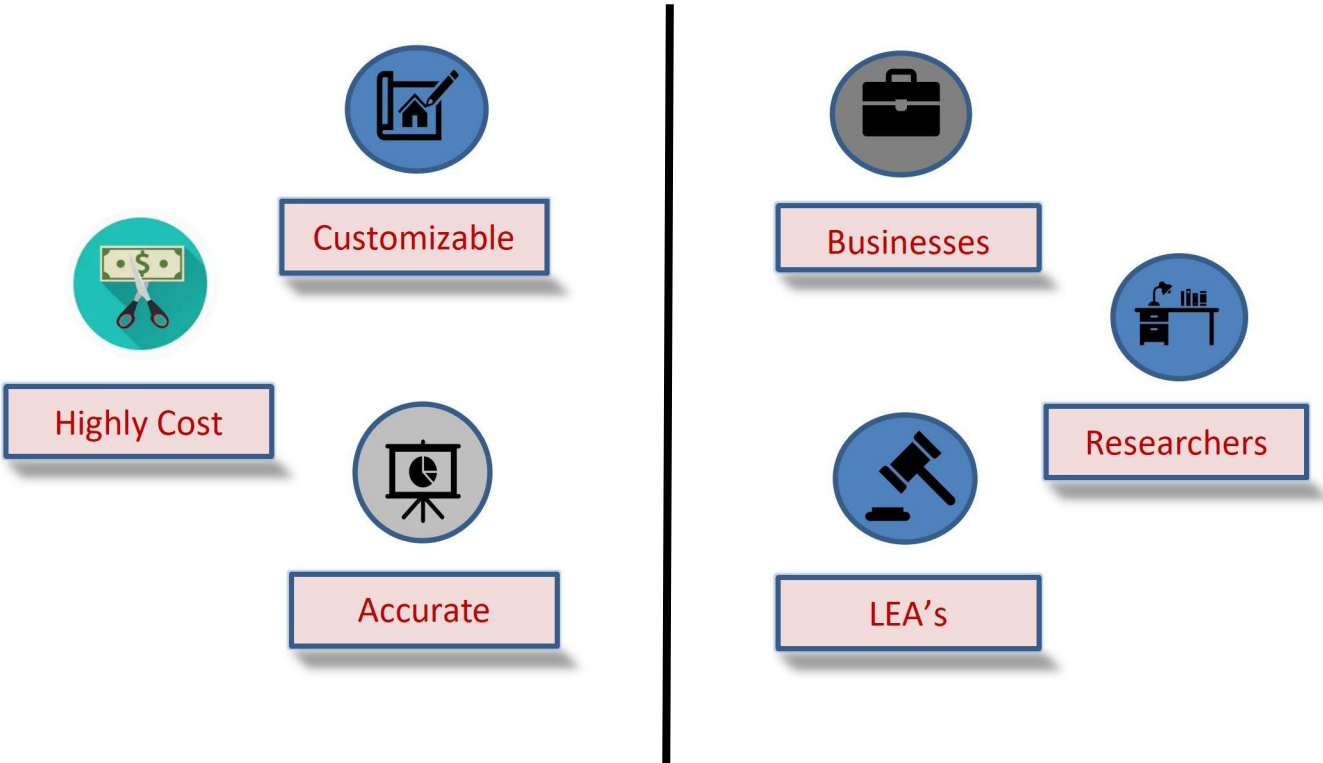 Customizable
Highly Cost
Accurate
Businesses
Researchers
LEA's